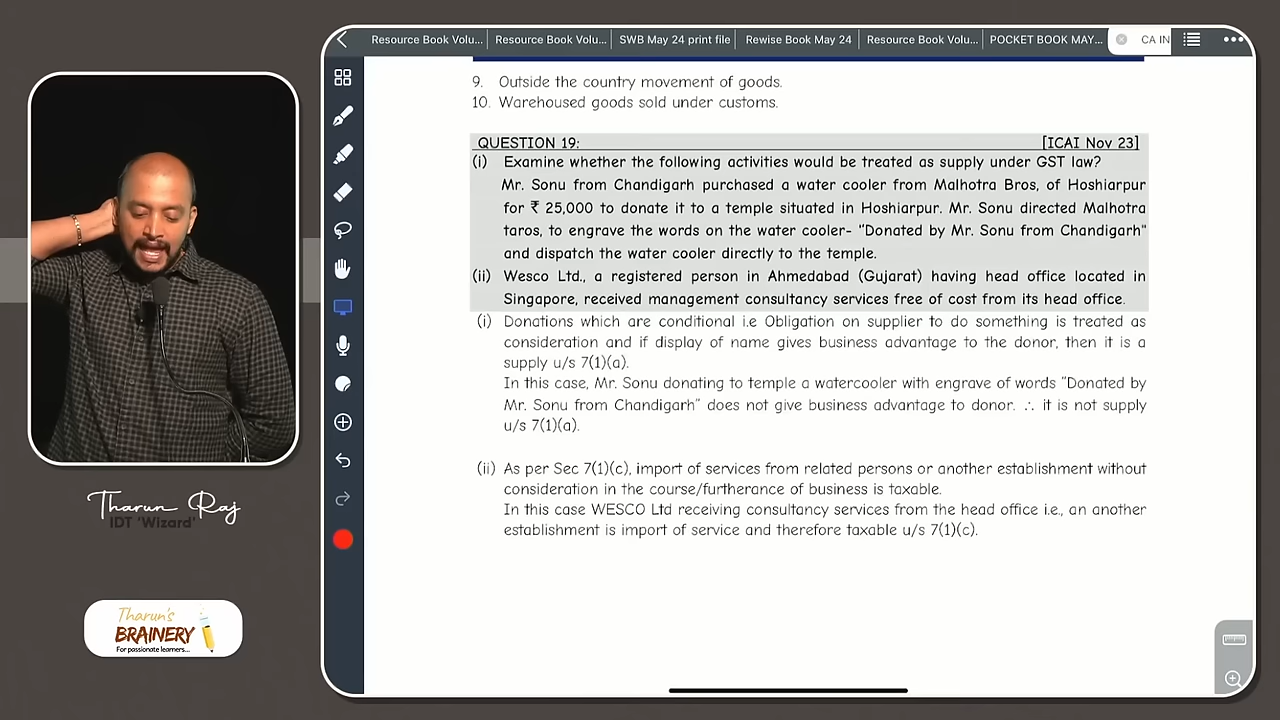 Resource Book Volu...
Resource Book Volu...
SWB May 24 print file
Rewise Book May 24
Resource Book Volu...
POCKET BOOK MAY...
CA IN
9. Outside the country movement of goods.
10. Warehoused goods sold under customs.
QUESTION 19: [ICAI Nov 23]
(i) Examine whether the following activities would be treated as supply under GST law?
Mr. Sonu from Chandigarh purchased a water cooler from Malhotra Bros, of Hoshiarpur
for ₹ 25,000 to donate it to a temple situated in Hoshiarpur. Mr. Sonu directed Malhotra
taros, to engrave the words on the water cooler- "Donated by Mr. Sonu from Chandigarh"
and dispatch the water cooler directly to the temple.
(ii) Wesco Ltd., a registered person in Ahmedabad (Gujarat) having head office located in
Singapore, received management consultancy services free of cost from its head office.
(i) Donations which are conditional i.e Obligation on supplier to do something is treated as
consideration and if display of name gives business advantage to the donor, then it is a
supply u/s 7(1)(a).
In this case, Mr. Sonu donating to temple a watercooler with engrave of words "Donated by
Mr. Sonu from Chandigarh" does not give business advantage to donor. ∴ it is not supply
u/s 7(1)(a).
(ii) As per Sec 7(1)(c), import of services from related persons or another establishment without
consideration in the course/furtherance of business is taxable.
In this case WESCO Ltd receiving consultancy services from the head office i.e., an another
establishment is import of service and therefore taxable u/s 7(1)(c).
Tharun Raj
IDT 'Wizard'
Tharun's
BRAINERY
For passionate learners...